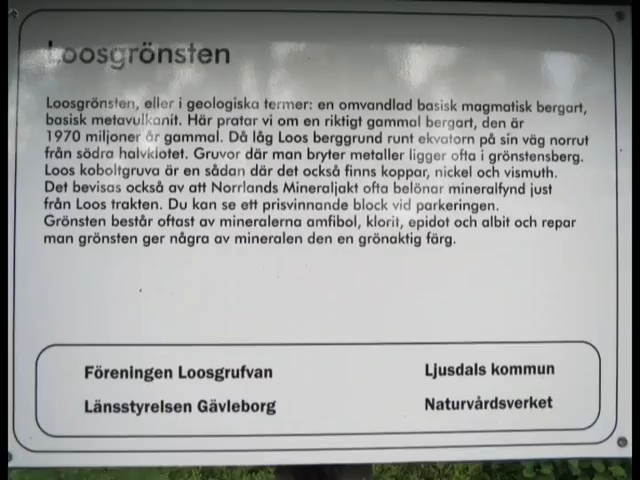 Loosgrönsten
Loosgrönsten, eller i geologiska termer: en omvandlad basisk magmatisk bergart,
basisk metavulkanit. Här pratar vi om en riktigt gammal bergart, den är
1970 miljoner år gammal. Då låg Loos berggrund runt ekvatorn på sin väg norrut
från södra halvklotet. Gruvor där man bryter metaller ligger ofta i grönstensberg.
Loos koboltgruva är en sådan där det också finns koppar, nickel och vismuth.
Det bevisas också av att Norrlands Mineraljakt ofta belönar mineralfynd just
från Loos trakten. Du kan se ett prisvinnande block vid parkeringen.
Grönsten består oftast av mineralerna amfibol, klorit, epidot och albit och repar
man grönsten ger några av mineralen den en grönaktig färg.
Föreningen Loosgrufvan
Ljusdals kommun
Länsstyrelsen Gävleborg
Naturvårdsverket